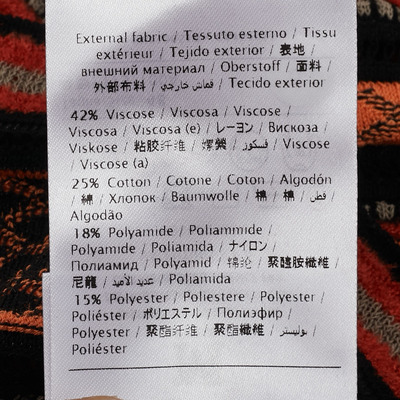 External fabric / Tessuto esterno / Tissu
extérieur / Tejido exterior / 表地 /
внешний материал / Oberstoff / 面料 /
外部布料 / قماش خارجي / Tecido exterior
42% Viscose / Viscosa / Viscose /
Viscosa / Viscosa (e) / レーヨン / Вискоза /
Viskose / 粘胶纤维 / 嫘縈 / فسكوز / Viscose
/ Viscose (a)
25% Cotton / Cotone / Coton / Algodón
/ 綿 / Хлопок / Baumwolle / 棉 / 棉 / قطن /
Algodão
18% Polyamide / Poliammide /
Polyamide / Poliamida / ナイロン /
Полиамид / Polyamid / 锦纶 / 聚醯胺纖維 /
尼龍 / عديد الأميد / Poliamida
15% Polyester / Poliestere / Polyester /
Poliéster / ポリエステル / Полиэфир /
Polyester / 聚酯纤维 / 聚酯纖維 / بوليستر /
Poliéster